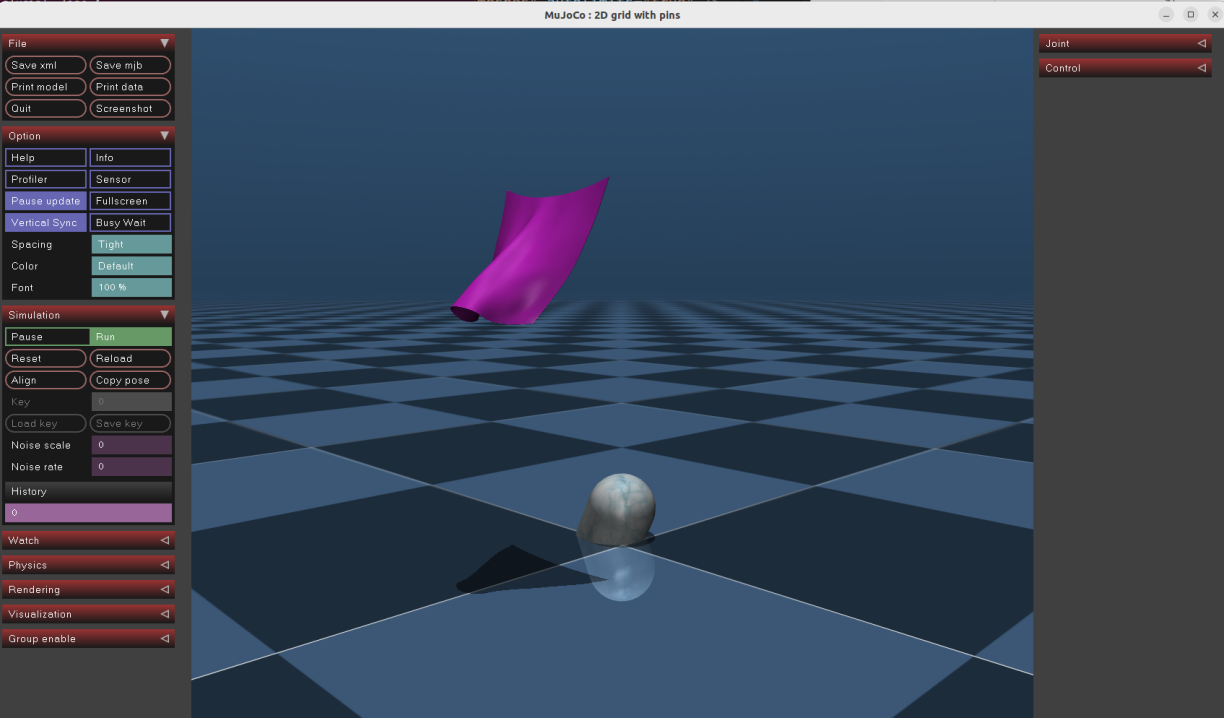 MuJoCo : 2D grid with pins
File
Save xml Save mjb
Print model Print data
Quit Screenshot
Option
Help Info
Profiler Sensor
Pause update Fullscreen
Vertical Sync Busy Wait
Spacing Tight
Color Default
Font 100 %
Simulation
Pause Run
Reset Reload
Align Copy pose
Key 0
Load key Save key
Noise scale 0
Noise rate 0
History
0
Watch
Physics
Rendering
Visualization
Group enable
Joint
Control